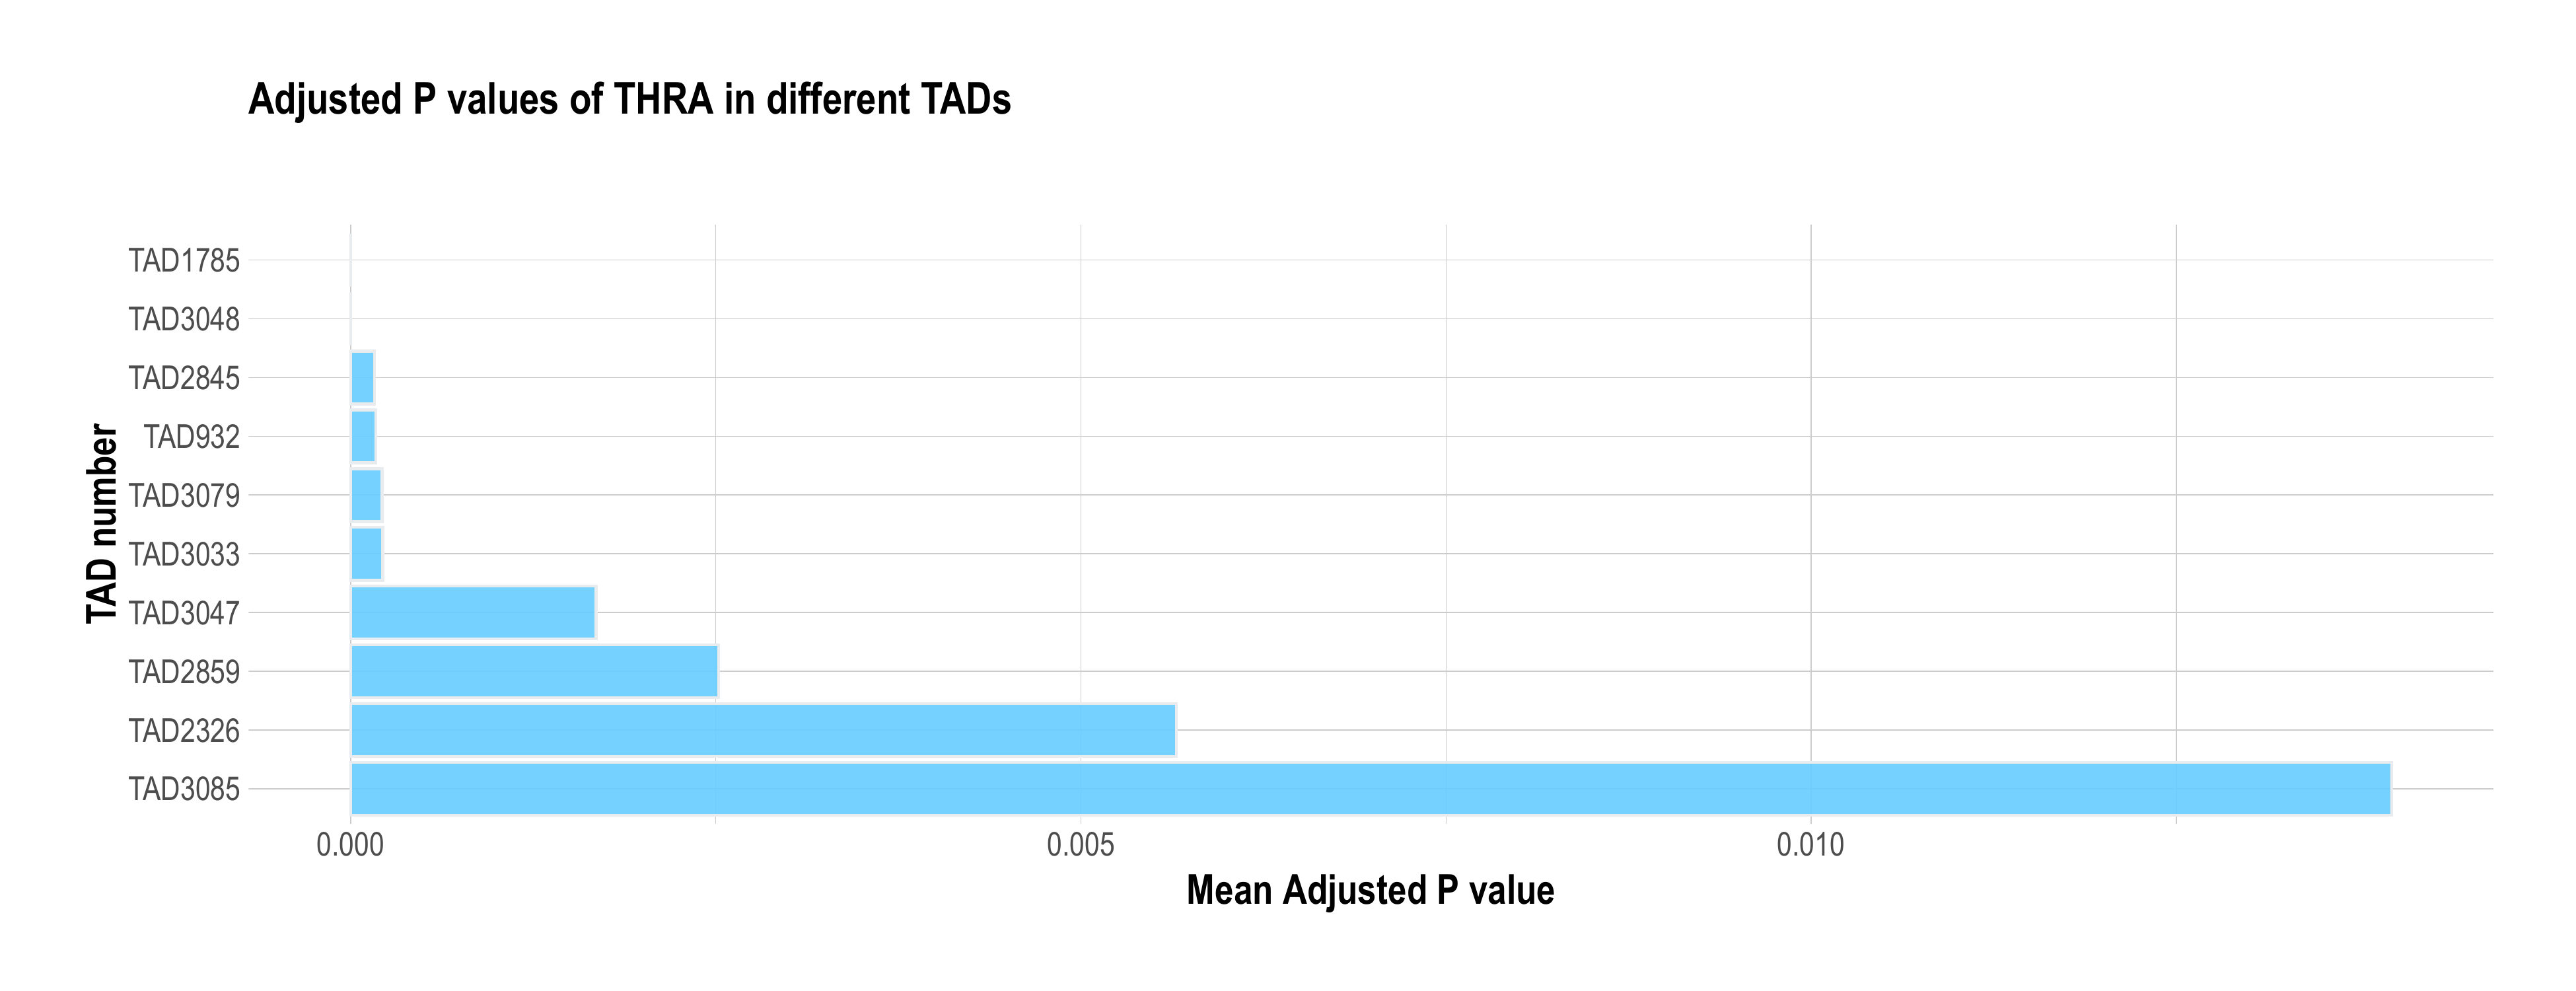 Adjusted P values of THRA in different TADs
TAD number
TAD1785
TAD3048
TAD2845
TAD932
TAD3079
TAD3033
TAD3047
TAD2859
TAD2326
TAD3085
0.000 0.005 0.010
Mean Adjusted P value